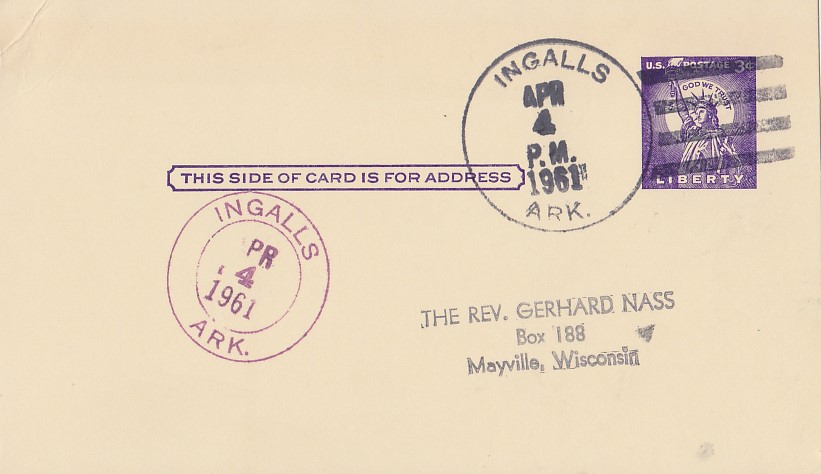 INGALLS
APR
4
P.M.
1961
ARK.
U.S. POSTAGE 3¢
GOD WE TRUST
LIBERTY
THIS SIDE OF CARD IS FOR ADDRESS
INGALLS
PR
4
1961
ARK.
THE REV. GERHARD NASS
Box 188
Mayville, Wisconsin